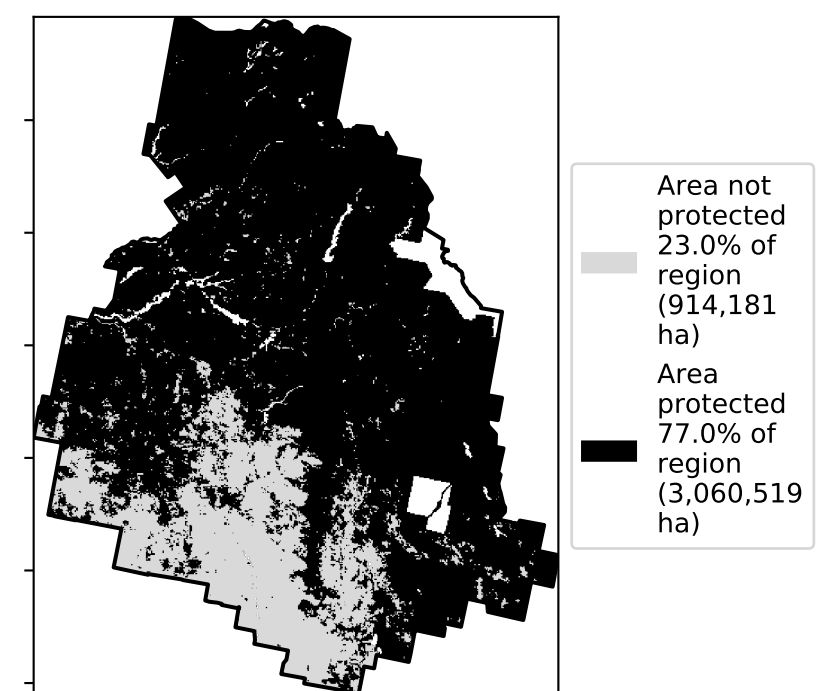 Area not
protected
23.0% of
region
(914,181
ha)
Area
protected
77.0% of
region
(3,060,519
ha)